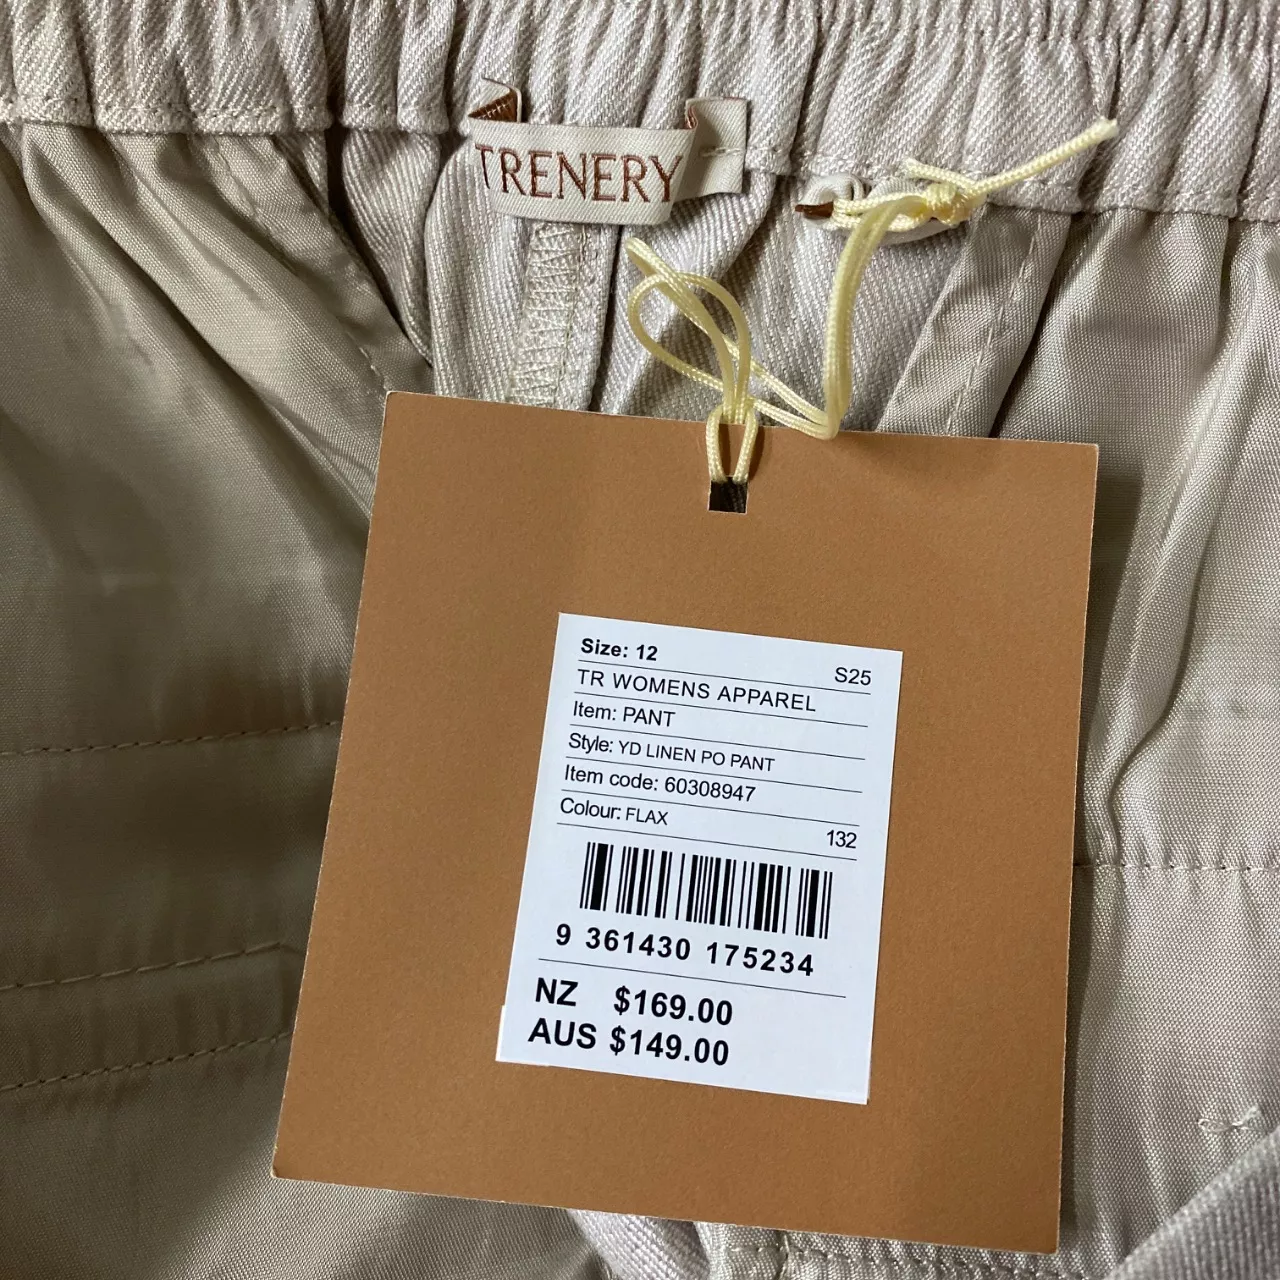 TRENERY
Size: 12 S25
TR WOMENS APPAREL
Item: PANT
Style: YD LINEN PO PANT
Item code: 60308947
Colour: FLAX 132
9 361430 175234
NZ $169.00
AUS $149.00